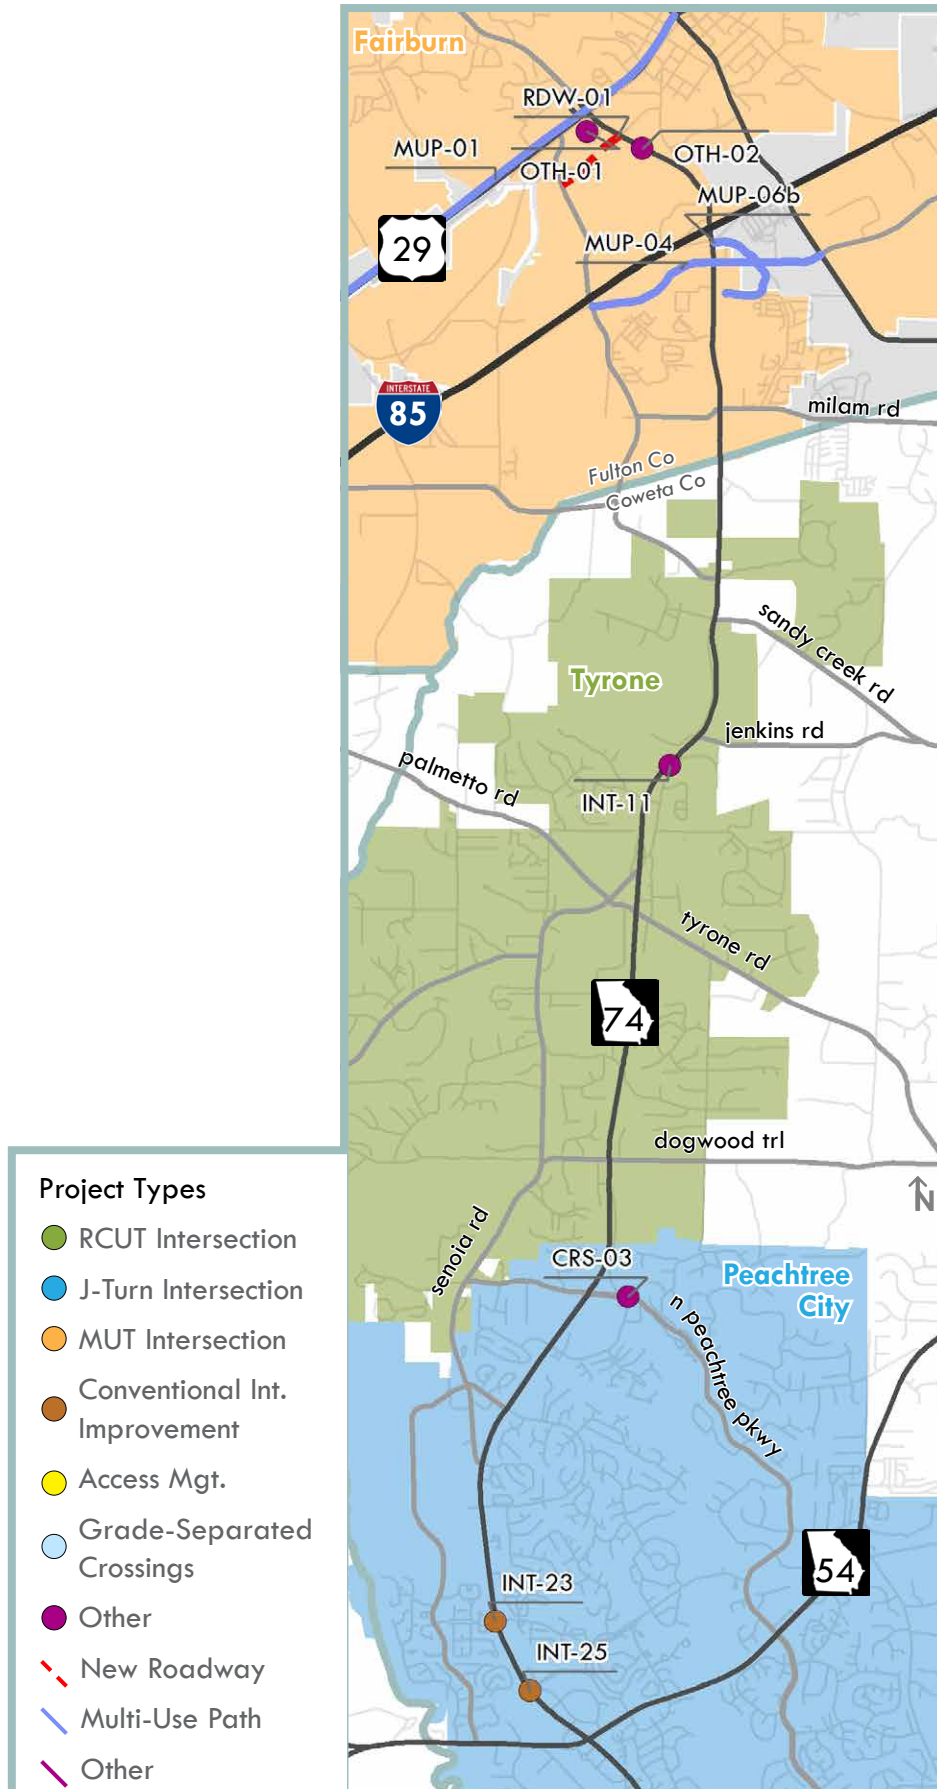 Fairburn
RDW-01
MUP-01
OTH-01
OTH-02
MUP-06b
29
MUP-04
INTERSTATE
85
milam rd
Fulton Co
Coweta Co
sandy creek rd
Tyrone
jenkins rd
palmetto rd
INT-11
tyrone rd
74
dogwood trl
N
senoia rd
CRS-03
Peachtree
City
n peachtree pkwy
54
INT-23
INT-25
Project Types
RCUT Intersection
J-Turn Intersection
MUT Intersection
Conventional Int.
Improvement
Access Mgt.
Grade-Separated
Crossings
Other
New Roadway
Multi-Use Path
Other